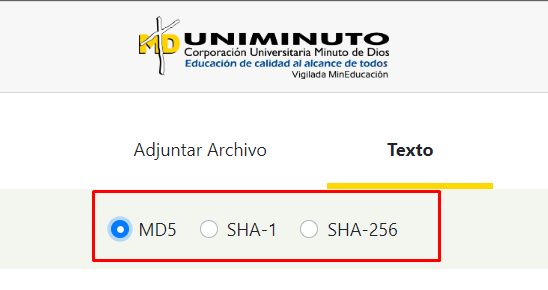 MD UNIMINUTO
Corporación Universitaria Minuto de Dios
Educación de calidad al alcance de todos
Vigilada MinEducación
Adjuntar Archivo Texto
MD5 SHA-1 SHA-256